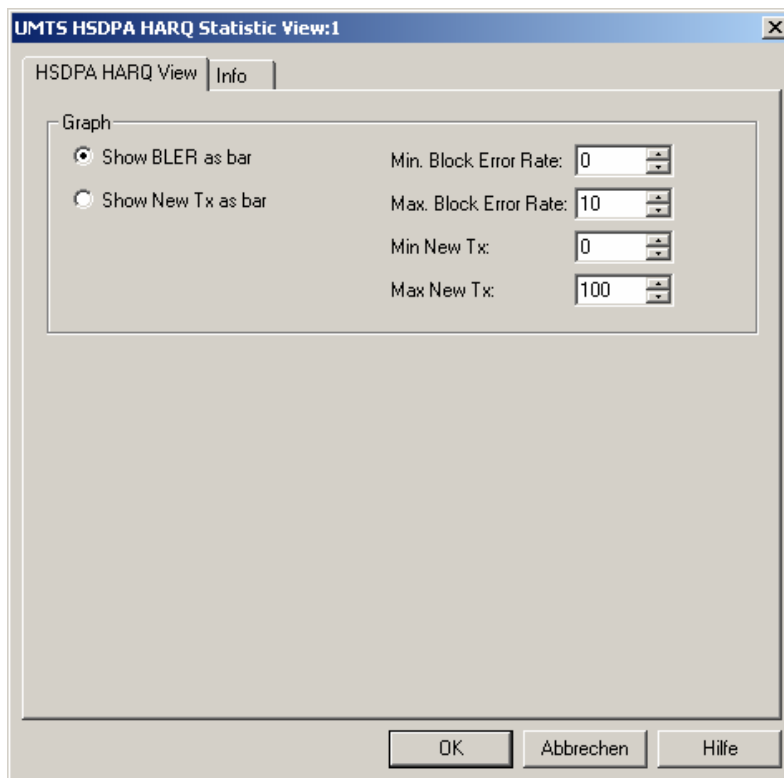 UMTS HSDPA HARQ Statistic View:1
HSDPA HARQ View
Info
Graph
Show BLER as bar
Min. Block Error Rate: 0
Show New Tx as bar
Max. Block Error Rate: 10
Min New Tx: 0
Max New Tx: 100
OK
Abbrechen
Hilfe